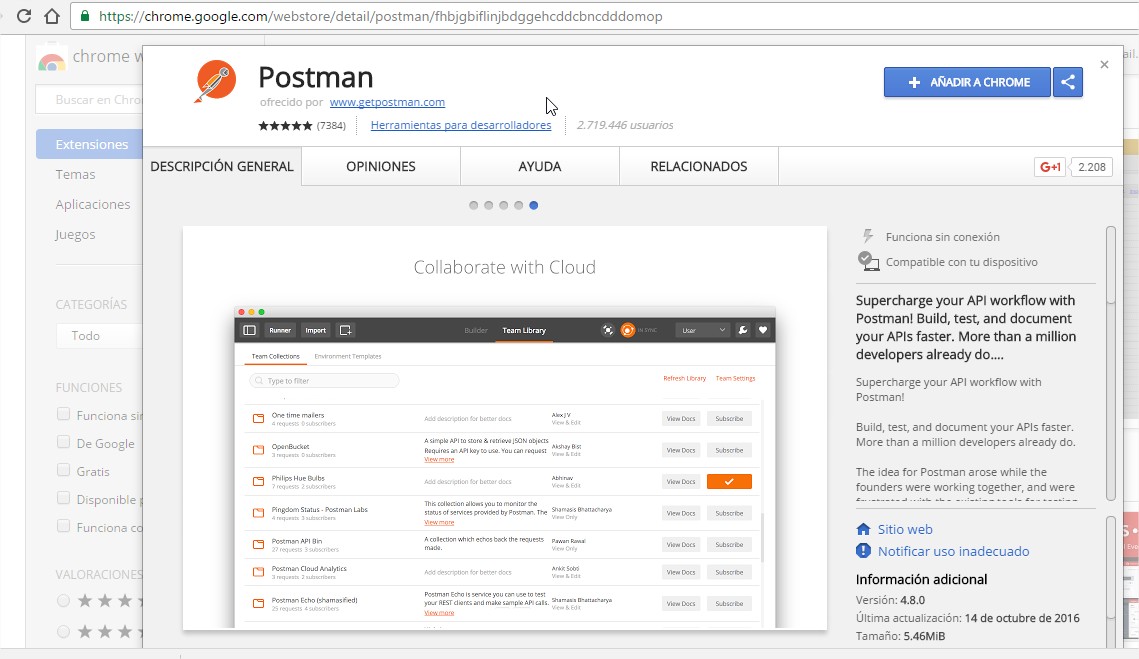 https://chrome.google.com/webstore/detail/postman/fhbjgbiflinjbdggehcddcbncdddomop
chrome w
Buscar en Chro
Extensiones
Temas
Aplicaciones
Juegos
CATEGORÍAS
Todo
FUNCIONES
Funciona sin
De Google
Gratis
Disponible p
Funciona co
VALORACIONES
Postman
ofrecido por www.getpostman.com
★★★★★ (7384) Herramientas para desarrolladores 2.719.446 usuarios
AÑADIR A CHROME
DESCRIPCIÓN GENERAL OPINIONES AYUDA RELACIONADOS
G+1 2.208
Collaborate with Cloud
Runner Import Builder Team Library IN SYNC User
Team Collections Environment Templates
Type to filter Refresh Library Team Settings
One time mailers Add description for better docs Alex J V View Docs Subscribe
4 requests 0 subscribers View & Edit
OpenBucket A simple API to store & retrieve JSON objects Akshay Bist View Docs Subscribe
3 requests 0 subscribers Requires an API key to use. You can request View & Edit
View more
Philips Hue Bulbs Add description for better docs Abhinav View Docs
7 requests 2 subscribers View & Edit
Pingdom Status - Postman Labs This collection allows you to monitor the Shamasis Bhattacharya View Docs Subscribe
4 requests 3 subscribers status of services provided by Postman. The View Only
View more
Postman API Bin A collection which echos back the requests Pawan Rawal View Docs Subscribe
27 requests 3 subscribers made. View Only
Postman Cloud Analytics Add description for better docs Ankit Sobti View Docs Subscribe
3 requests 2 subscribers View & Edit
Postman Echo (shamasified) Postman Echo is service you can use to test Shamasis Bhattacharya View Docs Subscribe
25 requests 4 subscribers your REST clients and make sample API calls. View & Edit
View more
Funciona sin conexión
Compatible con tu dispositivo
Supercharge your API workflow with
Postman! Build, test, and document
your APIs faster. More than a million
developers already do....
Supercharge your API workflow with
Postman!
Build, test, and document your APIs faster.
More than a million developers already do.
The idea for Postman arose while the
founders were working together, and were
frustrated with the existing tools for testing
Sitio web
Notificar uso inadecuado
Información adicional
Versión: 4.8.0
Última actualización: 14 de octubre de 2016
Tamaño: 5.46MiB